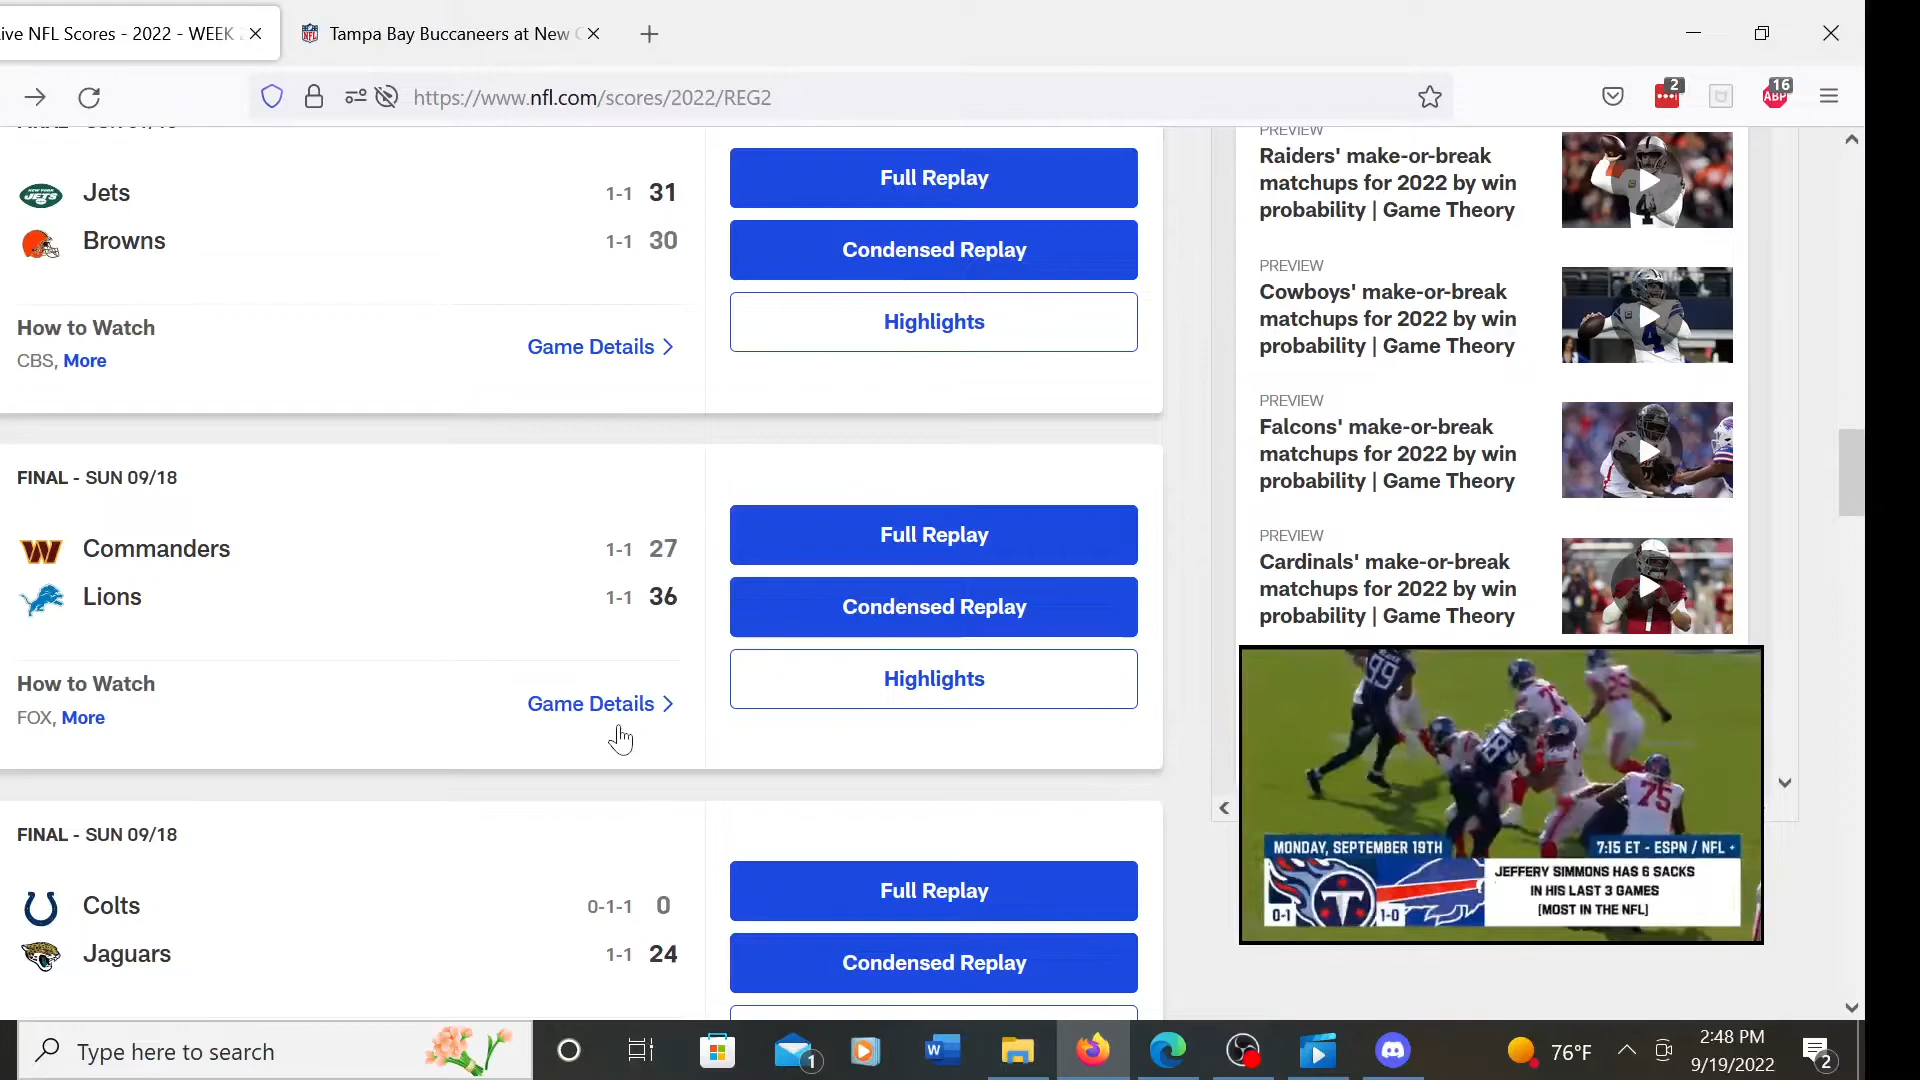 ive NFL Scores - 2022 - WEEK
Tampa Bay Buccaneers at New
https://www.nfl.com/scores/2022/REG2
2
16
ABP
Jets 1-1 31
Browns 1-1 30
How to Watch
CBS, More
Game Details
Full Replay
Condensed Replay
Highlights
FINAL - SUN 09/18
Commanders 1-1 27
Lions 1-1 36
How to Watch
FOX, More
Game Details
Full Replay
Condensed Replay
Highlights
FINAL - SUN 09/18
Colts 0-1-1 0
Jaguars 1-1 24
Full Replay
Condensed Replay
PREVIEW
Raiders' make-or-break
matchups for 2022 by win
probability | Game Theory
PREVIEW
Cowboys' make-or-break
matchups for 2022 by win
probability | Game Theory
PREVIEW
Falcons' make-or-break
matchups for 2022 by win
probability | Game Theory
PREVIEW
Cardinals' make-or-break
matchups for 2022 by win
probability | Game Theory
99
98
75
MONDAY, SEPTEMBER 19TH 7:15 ET - ESPN / NFL +
0-1 1-0
JEFFERY SIMMONS HAS 6 SACKS
IN HIS LAST 3 GAMES
(MOST IN THE NFL)
Type here to search
1
76°F
2:48 PM
9/19/2022
2